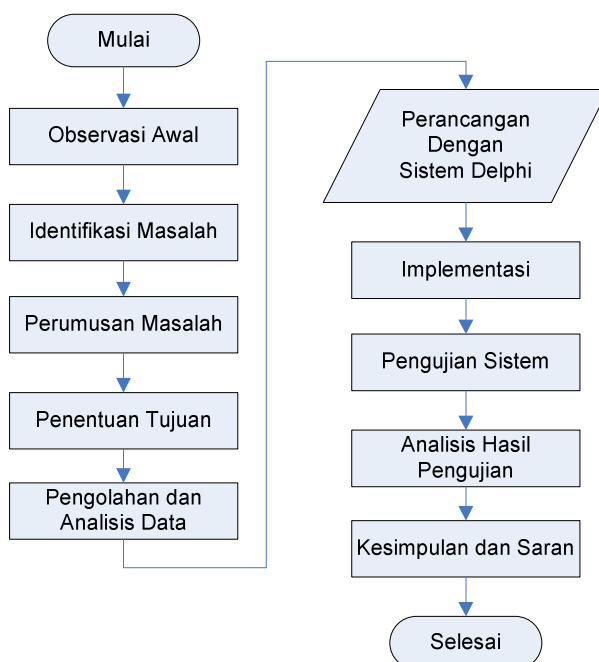 Mulai
Observasi Awal
Identifikasi Masalah
Perumusan Masalah
Penentuan Tujuan
Pengolahan dan
Analisis Data
Perancangan
Dengan
Sistem Delphi
Implementasi
Pengujian Sistem
Analisis Hasil
Pengujian
Kesimpulan dan Saran
Selesai